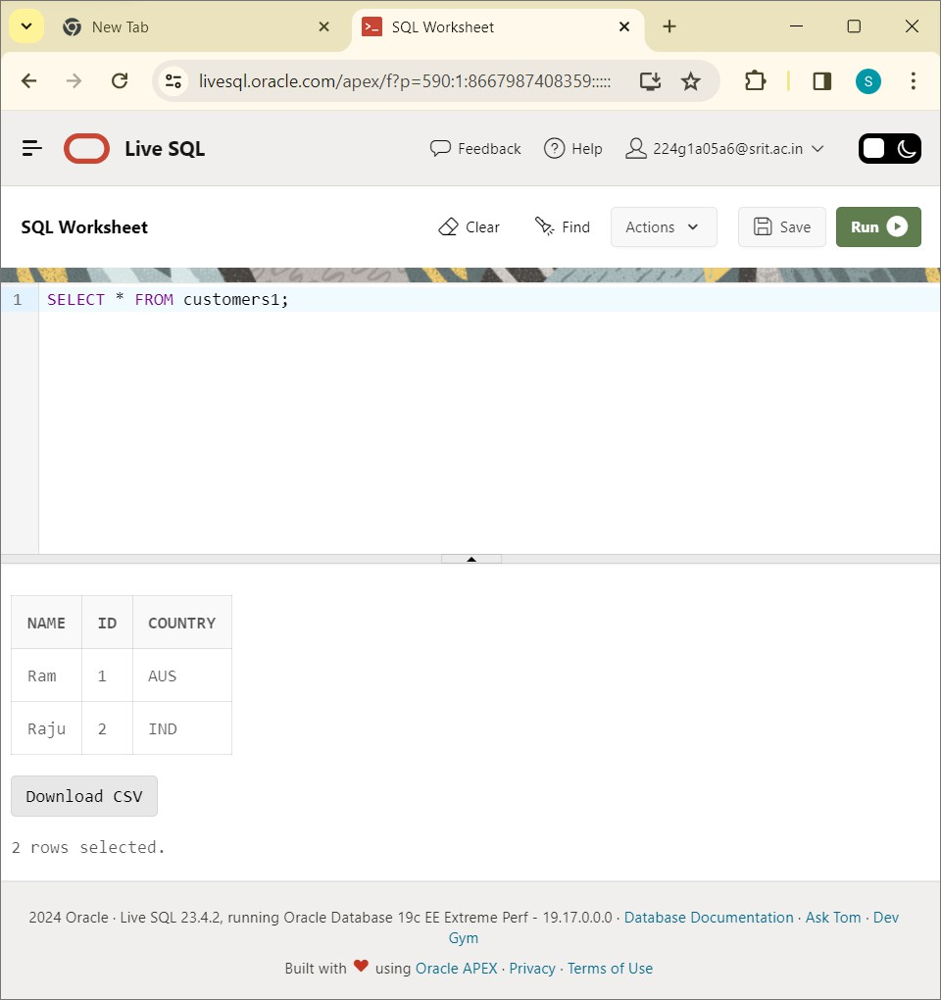 New Tab
SQL Worksheet
livesql.oracle.com/apex/f?p=590:1:8667987408359:::::
S
Live SQL
Feedback
Help
224g1a05a6@srit.ac.in
SQL Worksheet
Clear
Find
Actions
Save
Run
1 SELECT * FROM customers1;
NAME ID COUNTRY
Ram 1 AUS
Raju 2 IND
Download CSV
2 rows selected.
2024 Oracle · Live SQL 23.4.2, running Oracle Database 19c EE Extreme Perf - 19.17.0.0.0 · Database Documentation · Ask Tom · Dev
Gym
Built with ❤ using Oracle APEX · Privacy · Terms of Use